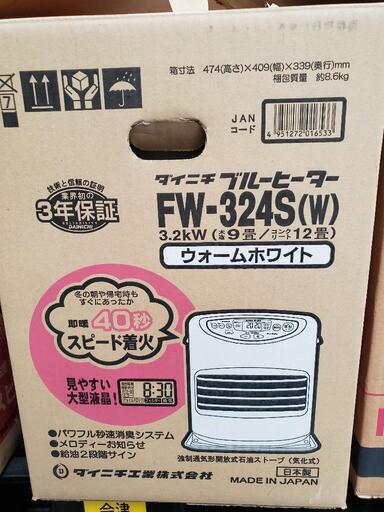 7
箱寸法 474(高さ)×409(幅)×339(奥行)mm
梱包質量 約8.6kg
JAN
コード
4 951272 016533
技術と信頼の証明
業界初の
3年保証
DAINICHI
ダイニチ ブルーヒーター
FW-324S(W)
3.2kW(木造9畳/コンクリート12畳)
ウォームホワイト
冬の朝や帰宅時も
すぐにあったか
即暖40秒
スピード着火
見やすい
大型液晶!
8:30
●パワフル秒速消臭システム
●メロディーお知らせ
●給油2段階サイン
強制通気形開放式石油ストーブ(気化式)
ダイニチ工業株式会社
日本製
MADE IN JAPAN
会津